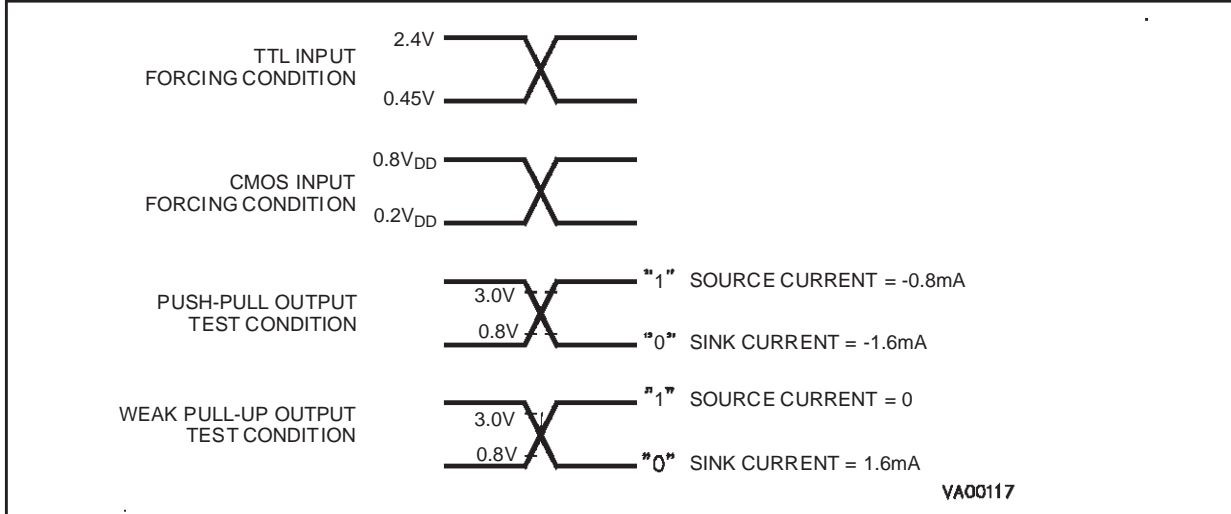 TTL INPUT
FORCING CONDITION
2.4V
0.45V
CMOS INPUT
FORCING CONDITION
0.8VDD
0.2VDD
PUSH-PULL OUTPUT
TEST CONDITION
3.0V
0.8V
"1" SOURCE CURRENT = -0.8mA
"0" SINK CURRENT = -1.6mA
WEAK PULL-UP OUTPUT
TEST CONDITION
3.0V
0.8V
"1" SOURCE CURRENT = 0
"0" SINK CURRENT = 1.6mA
VA00117